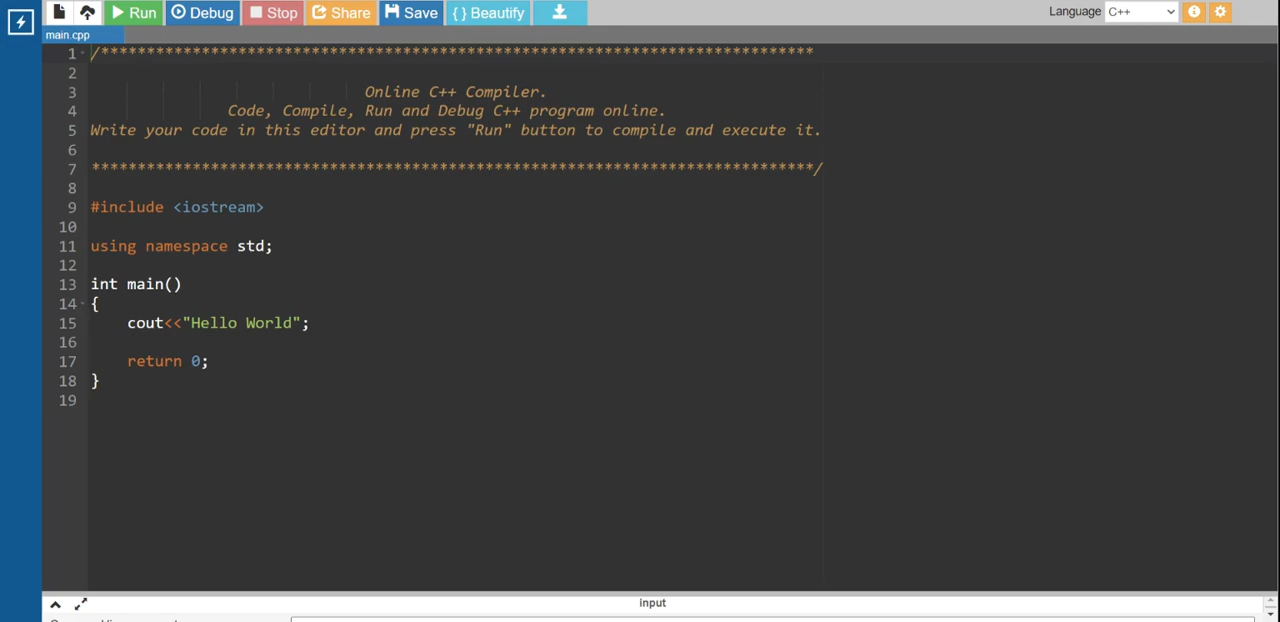 Run Debug Stop Share Save { } Beautify Language C++
main.cpp
1 /******************************************************************************
2
3 Online C++ Compiler.
4 Code, Compile, Run and Debug C++ program online.
5 Write your code in this editor and press "Run" button to compile and execute it.
6
7 *******************************************************************************/
8
9 #include <iostream>
10
11 using namespace std;
12
13 int main()
14 {
15     cout<<"Hello World";
16
17     return 0;
18 }
19
input